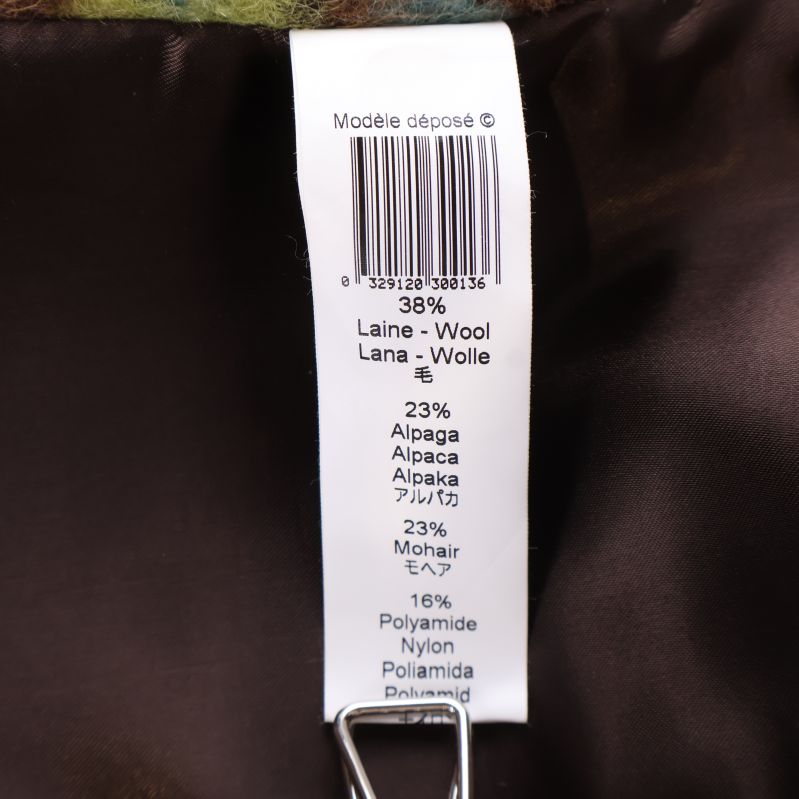 Modèle déposé ©
0 329120 300136
38%
Laine - Wool
Lana - Wolle
毛
23%
Alpaga
Alpaca
Alpaka
アルパカ
23%
Mohair
モヘア
16%
Polyamide
Nylon
Poliamida
Polyamid